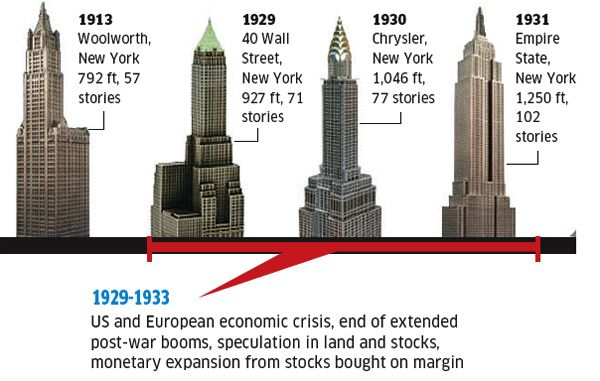 1913
Woolworth,
New York
792 ft, 57
stories
1929
40 Wall
Street,
New York
927 ft, 71
stories
1930
Chrysler,
New York
1,046 ft,
77 stories
1931
Empire
State,
New York
1,250 ft,
102
stories
1929-1933
US and European economic crisis, end of extended
post-war booms, speculation in land and stocks,
monetary expansion from stocks bought on margin